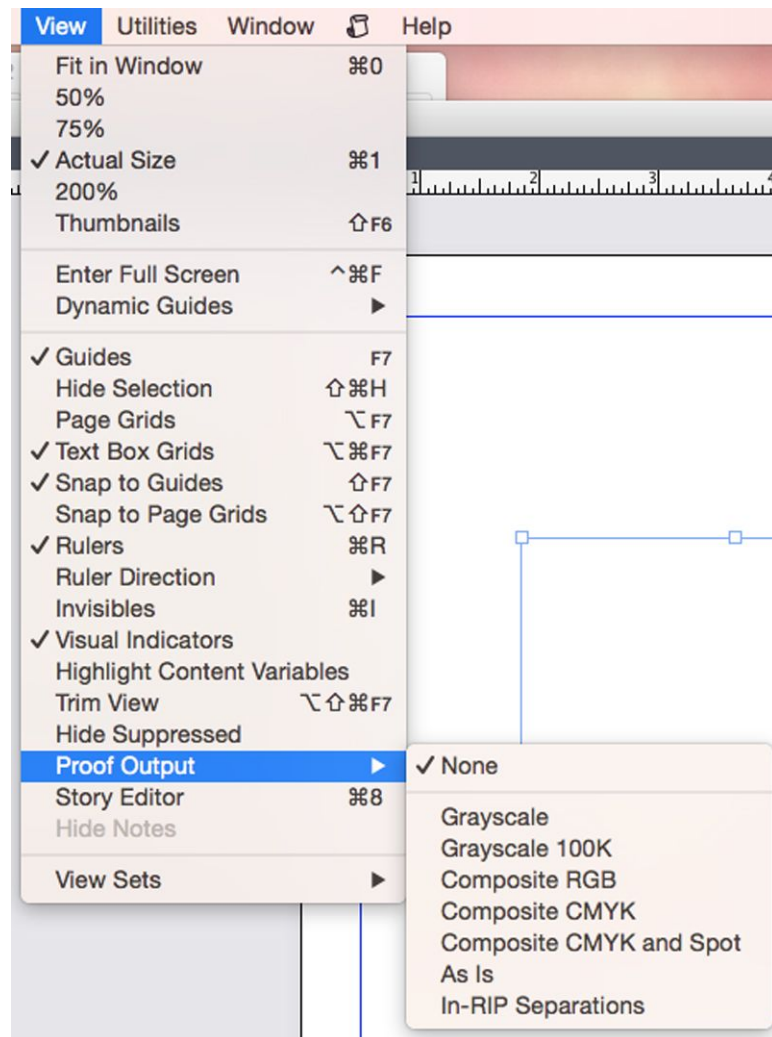 View Utilities Window Help
Fit in Window ⌘0
50%
75%
✓ Actual Size ⌘1
200%
Thumbnails ⇧F6
Enter Full Screen ^⌘F
Dynamic Guides ▶
✓ Guides F7
Hide Selection ⇧⌘H
Page Grids ⌥F7
✓ Text Box Grids ⌥⌘F7
✓ Snap to Guides ⇧F7
Snap to Page Grids ⌥⇧F7
✓ Rulers ⌘R
Ruler Direction ▶
Invisibles ⌘I
✓ Visual Indicators
Highlight Content Variables
Trim View ⌥⇧⌘F7
Hide Suppressed
Proof Output ▶
Story Editor ⌘8
Hide Notes
View Sets ▶
1 2 3 4
✓ None
Grayscale
Grayscale 100K
Composite RGB
Composite CMYK
Composite CMYK and Spot
As Is
In-RIP Separations